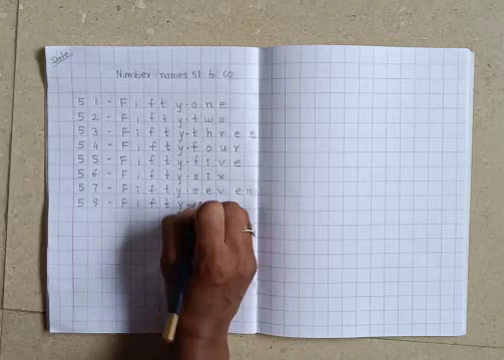 Date
Number names 51 to 60
51-Fifty-one
52-Fifty-two
53-Fifty-three
54-Fifty-four
55-Fifty-five
56-Fifty-six
57-Fifty-seven
58-Fifty-